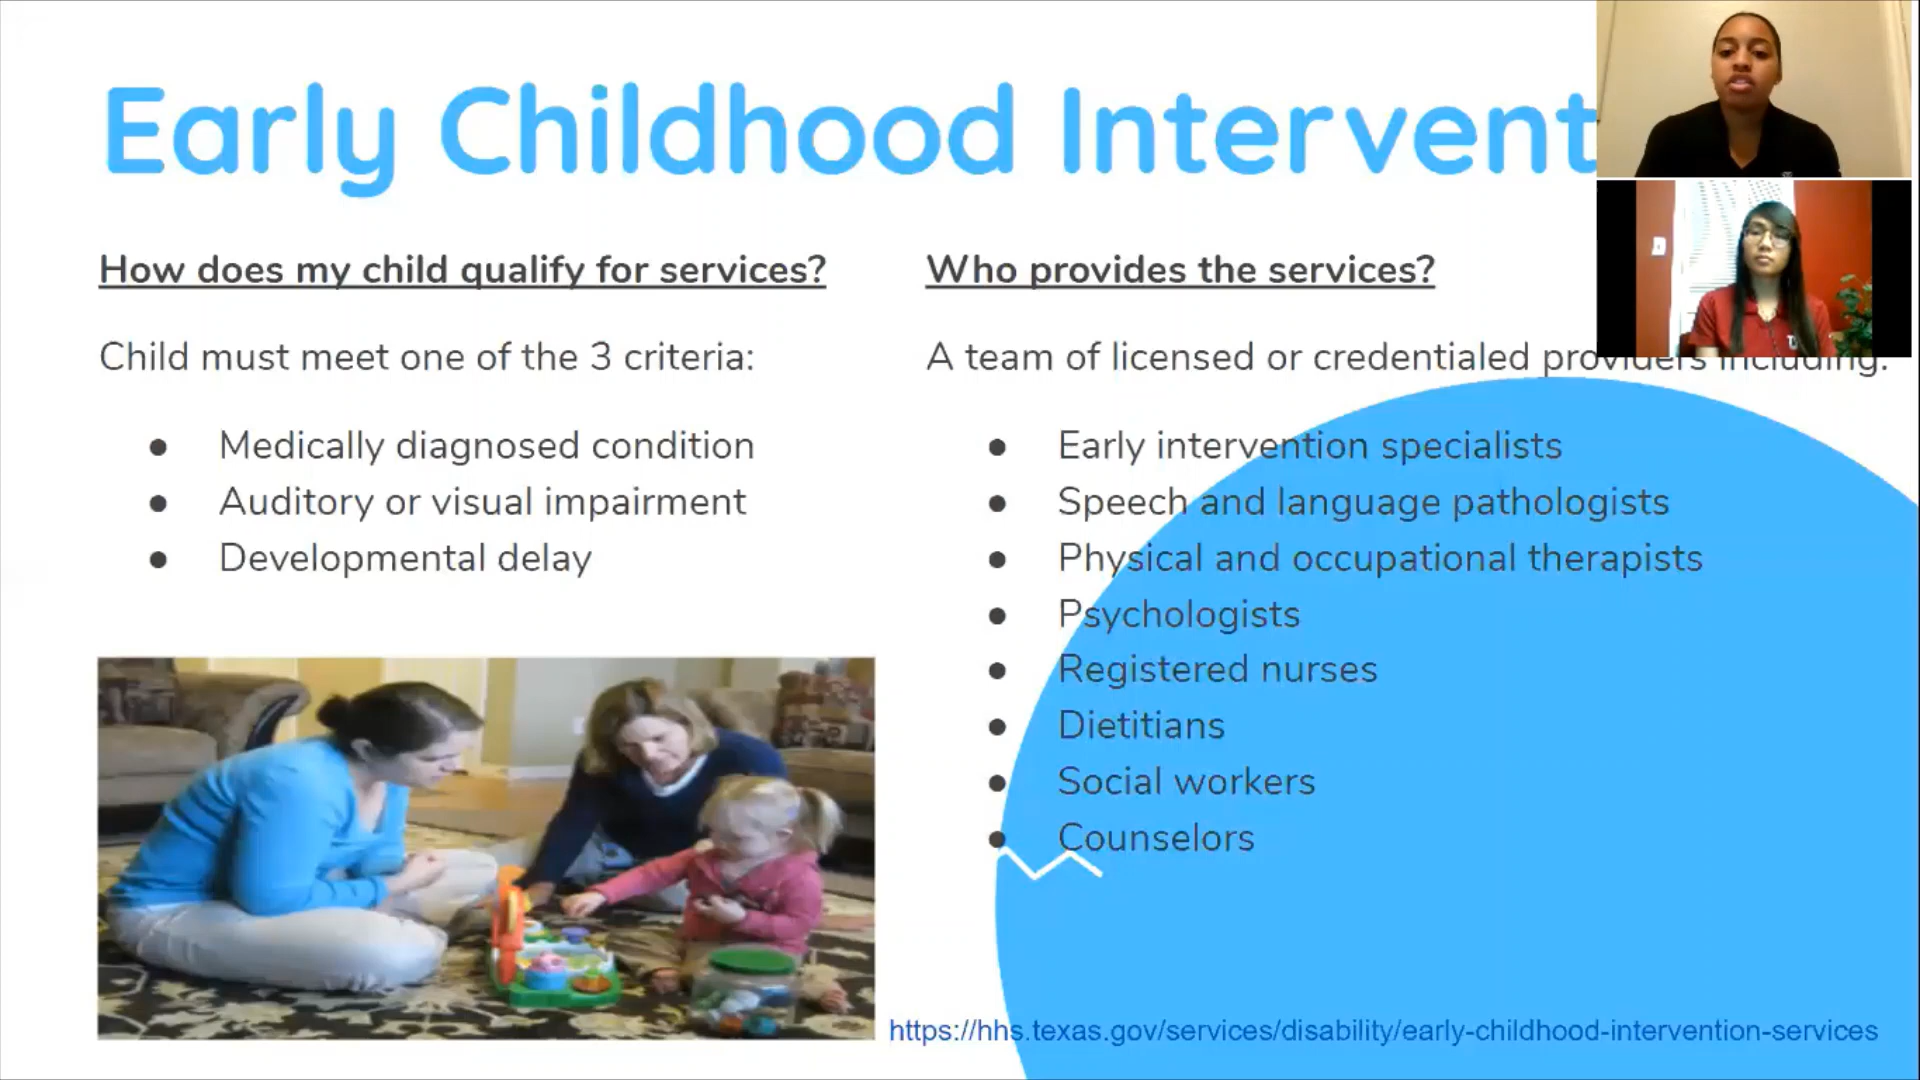 Early Childhood Intervent
How does my child qualify for services?
Child must meet one of the 3 criteria:
● Medically diagnosed condition
● Auditory or visual impairment
● Developmental delay
Who provides the services?
A team of licensed or credentialed providers including:
● Early intervention specialists
● Speech and language pathologists
● Physical and occupational therapists
● Psychologists
● Registered nurses
● Dietitians
● Social workers
● Counselors
https://hhs.texas.gov/services/disability/early-childhood-intervention-services